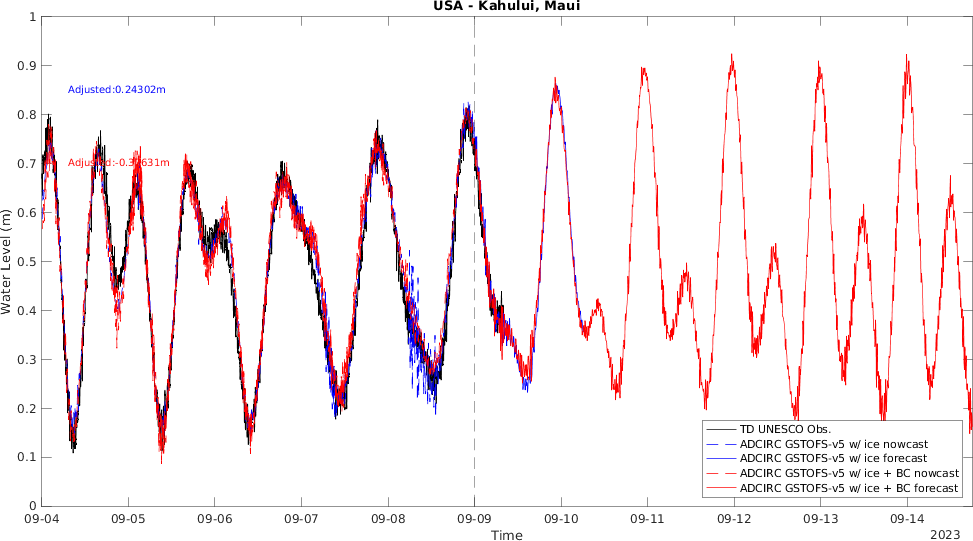 USA - Kahului, Maui
Water Level (m)
1
0.9
0.8
0.7
0.6
0.5
0.4
0.3
0.2
0.1
0
Adjusted:0.24302m
TD UNESCO Obs.
ADCIRC GSTOFS-v5 w/ ice nowcast
ADCIRC GSTOFS-v5 w/ ice forecast
ADCIRC GSTOFS-v5 w/ ice + BC nowcast
ADCIRC GSTOFS-v5 w/ ice + BC forecast
09-04 09-05 09-06 09-07 09-08 09-09 09-10 09-11 09-12 09-13 09-14
Time
2023